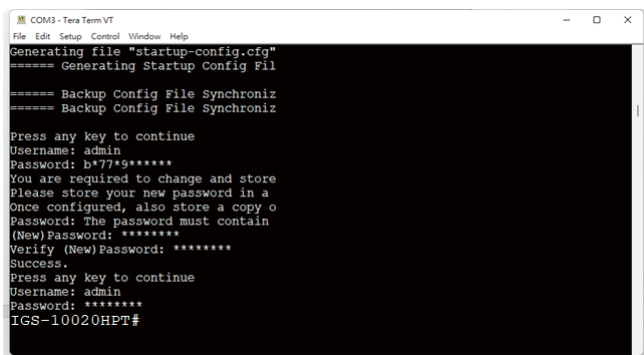 COM3 - Tera Term VT
File Edit Setup Control Window Help
Generating file "startup-config.cfg"
====== Generating Startup Config Fil
====== Backup Config File Synchroniz
====== Backup Config File Synchroniz
Press any key to continue
Username: admin
Password: b*77*9******
You are required to change and store
Please store your new password in a
Once configured, also store a copy o
Password: The password must contain
(New)Password: ********
Verify (New)Password: ********
Success.
Press any key to continue
Username: admin
Password: ********
IGS-10020HPT#